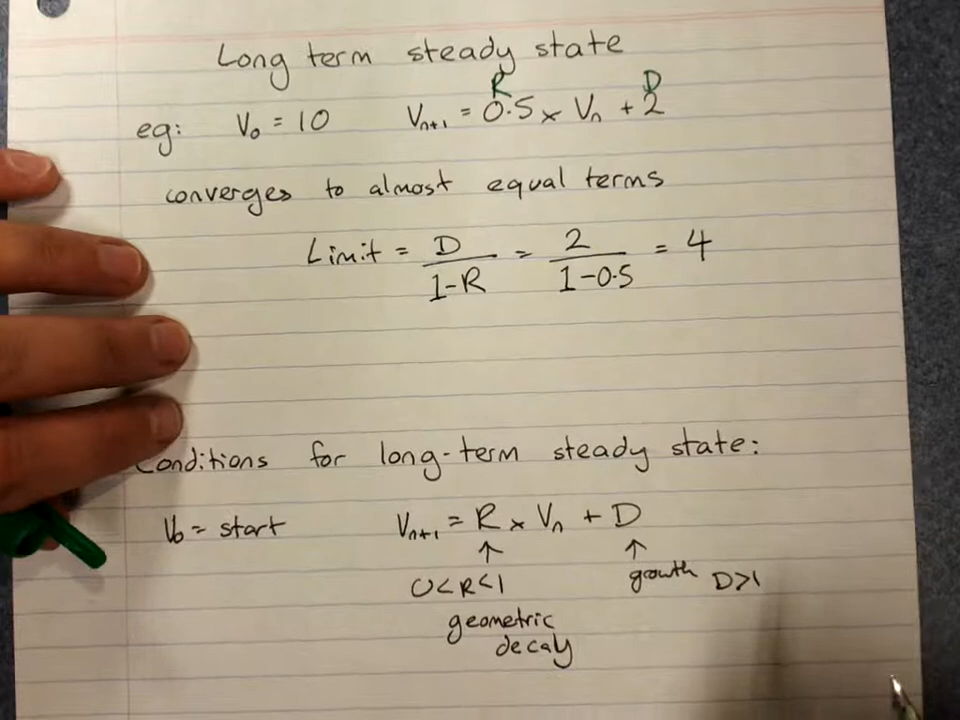 Long term steady state
R D
eg: V₀ = 10 Vₙ₊₁ = 0.5 × Vₙ + 2
converges to almost equal terms
Limit = D/(1-R) = 2/(1-0.5) = 4
Conditions for long-term steady state:
V₀ = start Vₙ₊₁ = R × Vₙ + D
↑ ↑
0<R<1 growth D>1
geometric
decay